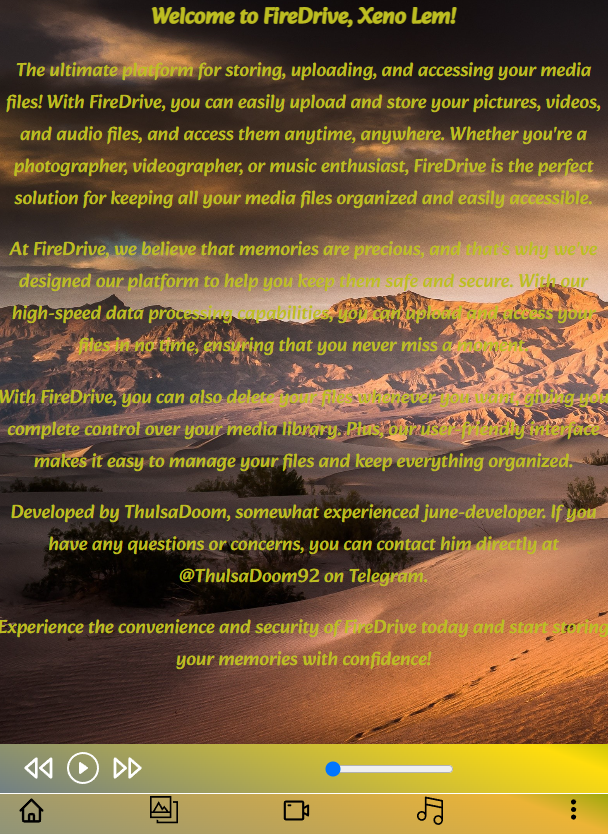 Welcome to FireDrive, Xeno Lem!
The ultimate platform for storing, uploading, and accessing your media
files! With FireDrive, you can easily upload and store your pictures, videos,
and audio files, and access them anytime, anywhere. Whether you're a
photographer, videographer, or music enthusiast, FireDrive is the perfect
solution for keeping all your media files organized and easily accessible.
At FireDrive, we believe that memories are precious, and that's why we've
designed our platform to help you keep them safe and secure. With our
high-speed data processing capabilities, you can upload and access your
files in no time, ensuring that you never miss a moment.
With FireDrive, you can also delete your files whenever you want, giving you
complete control over your media library. Plus, our user-friendly interface
makes it easy to manage your files and keep everything organized.
Developed by ThulsaDoom, somewhat experienced june-developer. If you
have any questions or concerns, you can contact him directly at
@ThulsaDoom92 on Telegram.
Experience the convenience and security of FireDrive today and start storing
your memories with confidence!